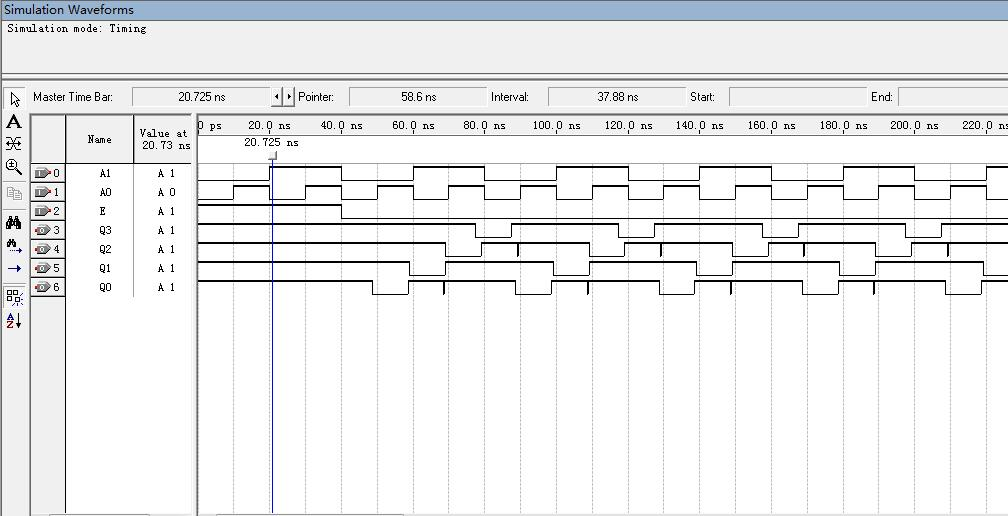 Simulation Waveforms
Simulation mode: Timing
Master Time Bar: 20.725 ns Pointer: 58.6 ns Interval: 37.88 ns Start: End:
Name Value at 20.73 ns
0 ps 20.0 ns 40.0 ns 60.0 ns 80.0 ns 100.0 ns 120.0 ns 140.0 ns 160.0 ns 180.0 ns 200.0 ns 220.0 ns
20.725 ns
0 A1 A 1
1 A0 A 0
2 E A 1
3 Q3 A 1
4 Q2 A 1
5 Q1 A 1
6 Q0 A 1